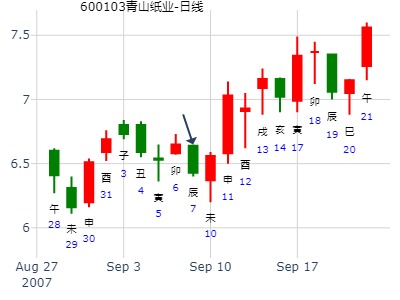 600103青山纸业-日线
7.5
7
6.5
6
午
28
未
29
申
30
酉
31
子
3
丑
4
寅
5
卯
6
辰
7
未
10
申
11
酉
12
戌
13
亥
14
寅
17
卯
18
辰
19
巳
20
午
21
Aug 27
2007
Sep 3
Sep 10
Sep 17